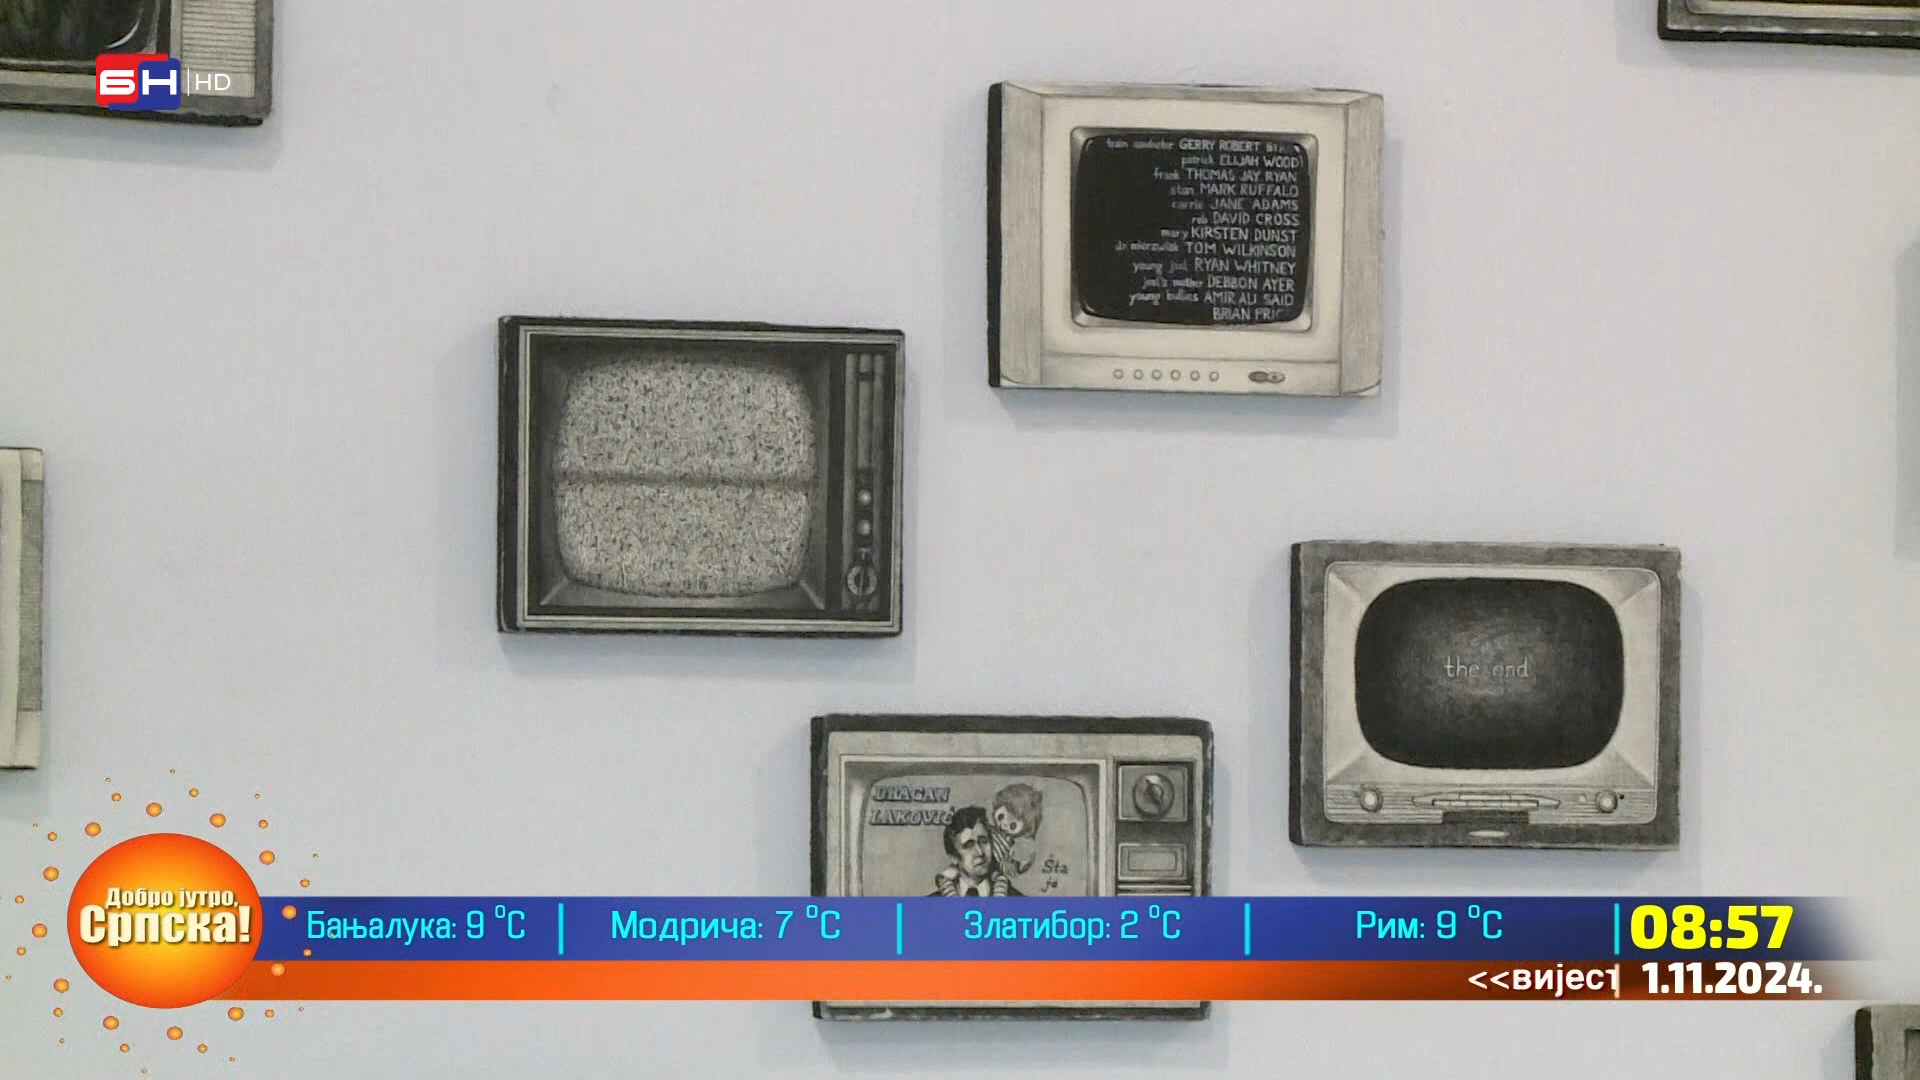 БН HD
train conductor GERRY ROBERT
patrick ELIJAH WOOD
frank THOMAS JAY RYAN
stan MARK RUFFALO
carrie JANE ADAMS
rob DAVID CROSS
mary KIRSTEN DUNST
dr mierzwiak TOM WILKINSON
young joel RYAN WHITNEY
joel's mother DEBBON AYER
young bullies AMIR ALI SAID
BRIAN PRIC
the end
DRAGAN
LAKOVIĆ
Šta
je
Добро јутро,
Српска!
Бањалука: 9 °C
Модрича: 7 °C
Златибор: 2 °C
Рим: 9 °C
08:57
<<вијест
1.11.2024.